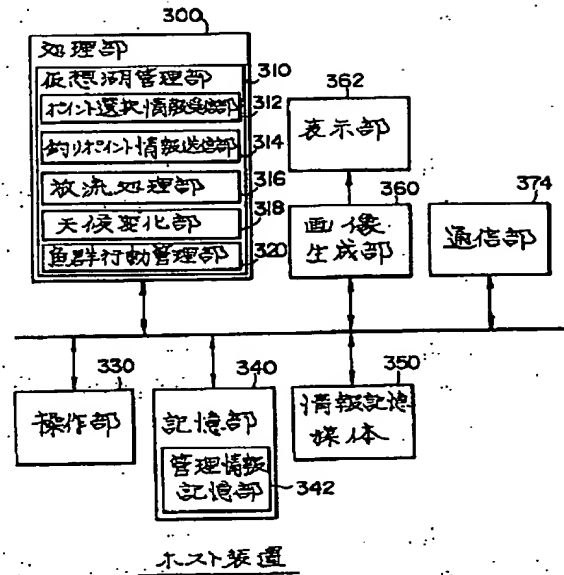 300
処理部
仮想湖管理部
310
ポイント選択情報受信部
312
釣りポイント情報送信部
314
放流処理部
316
天候変化部
318
魚群行動管理部
320
362
表示部
360
画像
生成部
374
通信部
330
操作部
340
記憶部
管理情報
記憶部
342
350
情報記憶
媒体
ホスト装置